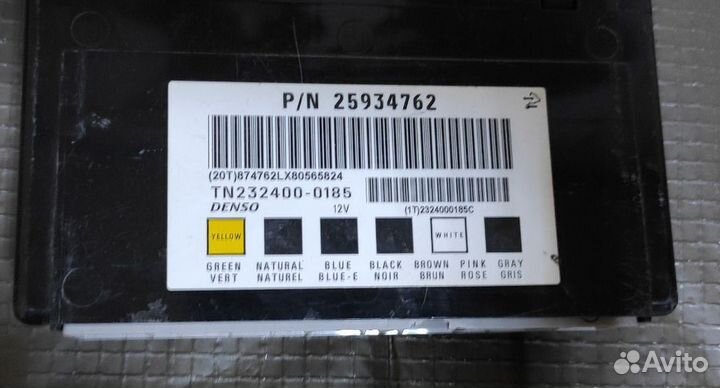 P/N 25934762
(20T)874762LX80565824
TN232400-0185
DENSO 12V
(1T)2324000185C
YELLOW WHITE
GREEN NATURAL BLUE BLACK BROWN PINK GRAY
VERT NATUREL BLUE-E NOIR BRUN ROSE GRIS
Avito